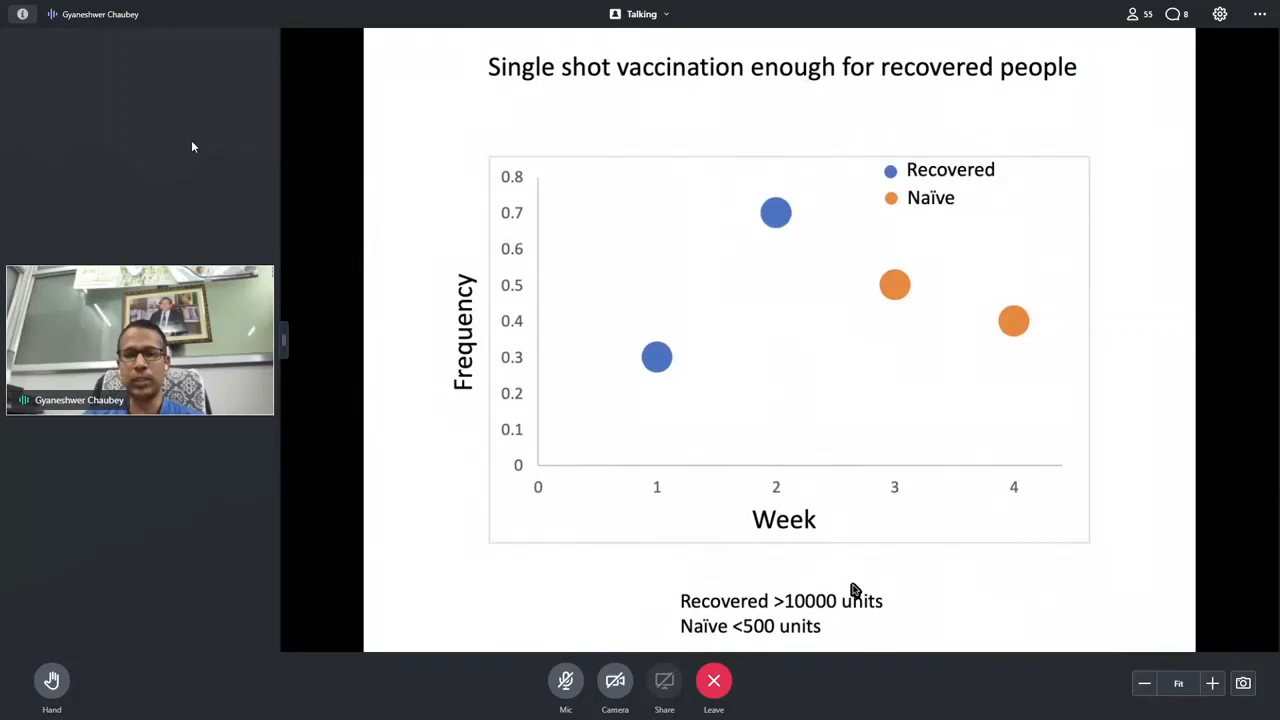 Gyaneshwer Chaubey
Talking
55
8
Single shot vaccination enough for recovered people
Recovered
Naïve
0.8
0.7
0.6
0.5
0.4
0.3
0.2
0.1
0
Frequency
0 1 2 3 4
Week
Recovered >10000 units
Naïve <500 units
Gyaneshwer Chaubey
Hand
Mic
Camera
Share
Leave
Fit